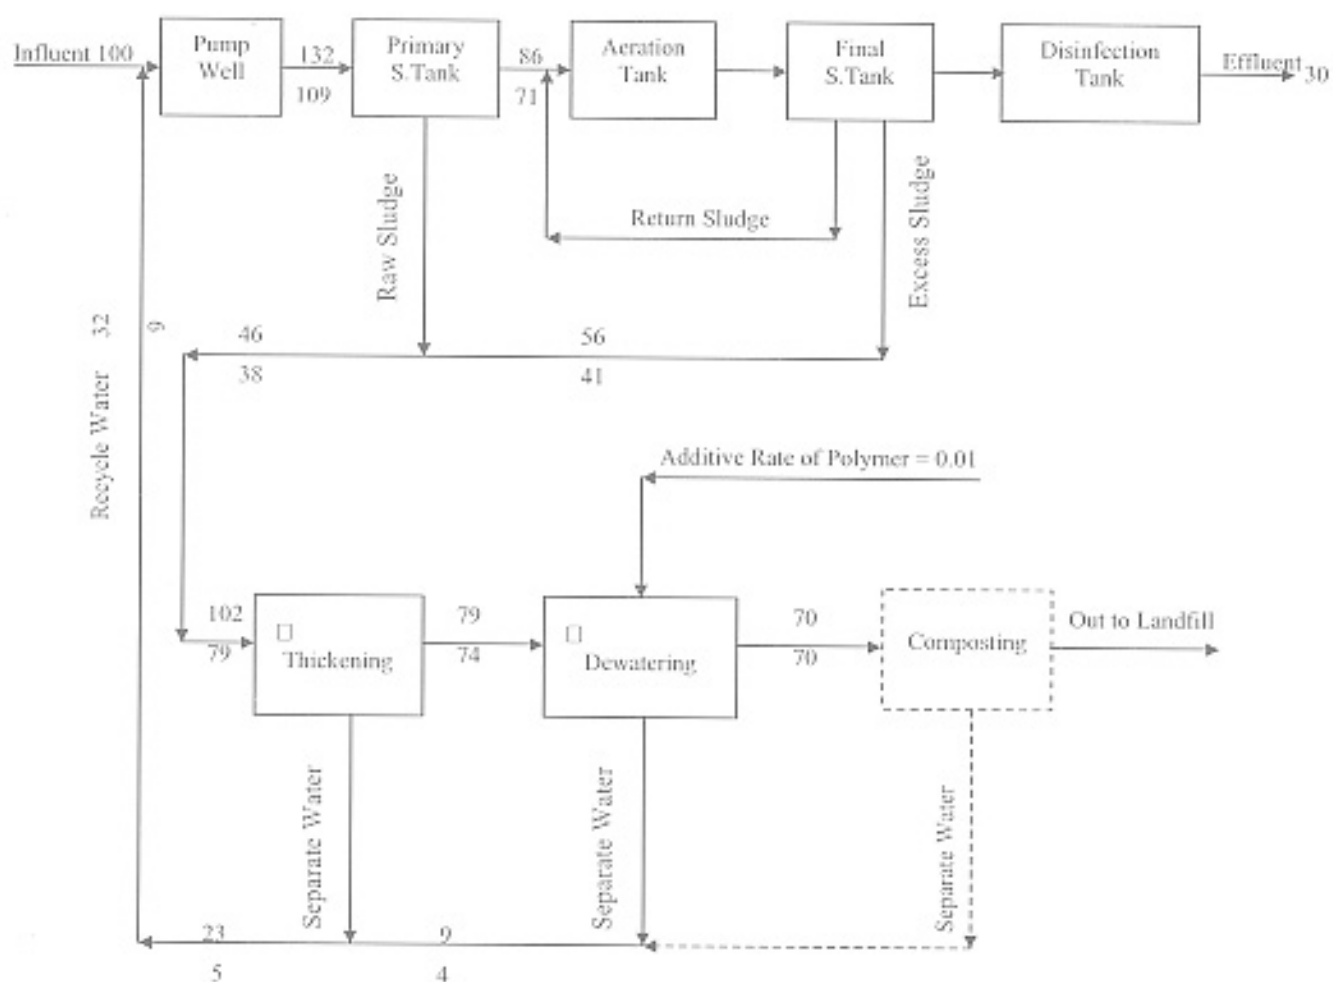 Influent 100
Pump
Well
132
109
Primary
S.Tank
86
71
Aeration
Tank
Final
S.Tank
Disinfection
Tank
Effluent
30
Raw Sludge
Return Sludge
Excess Sludge
Recycle Water 32
9
46
38
56
41
Additive Rate of Polymer = 0.01
102
79
Thickening
79
74
Dewatering
70
70
Composting
Out to Landfill
Separate Water
Separate Water
Separate Water
23
5
9
4